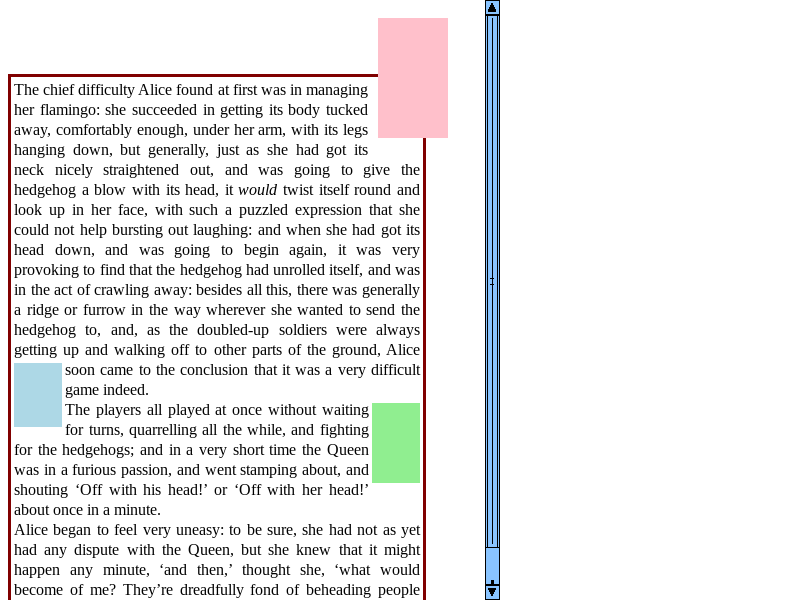 The chief difficulty Alice found at first was in managing
her flamingo: she succeeded in getting its body tucked
away, comfortably enough, under her arm, with its legs
hanging down, but generally, just as she had got its
neck nicely straightened out, and was going to give the
hedgehog a blow with its head, it would twist itself round and
look up in her face, with such a puzzled expression that she
could not help bursting out laughing: and when she had got its
head down, and was going to begin again, it was very
provoking to find that the hedgehog had unrolled itself, and was
in the act of crawling away: besides all this, there was generally
a ridge or furrow in the way wherever she wanted to send the
hedgehog to, and, as the doubled-up soldiers were always
getting up and walking off to other parts of the ground, Alice
soon came to the conclusion that it was a very difficult
game indeed.
The players all played at once without waiting
for turns, quarrelling all the while, and fighting
for the hedgehogs; and in a very short time the Queen
was in a furious passion, and went stamping about, and
shouting ‘Off with his head!’ or ‘Off with her head!’
about once in a minute.
Alice began to feel very uneasy: to be sure, she had not as yet
had any dispute with the Queen, but she knew that it might
happen any minute, ‘and then,’ thought she, ‘what would
become of me? They’re dreadfully fond of beheading people